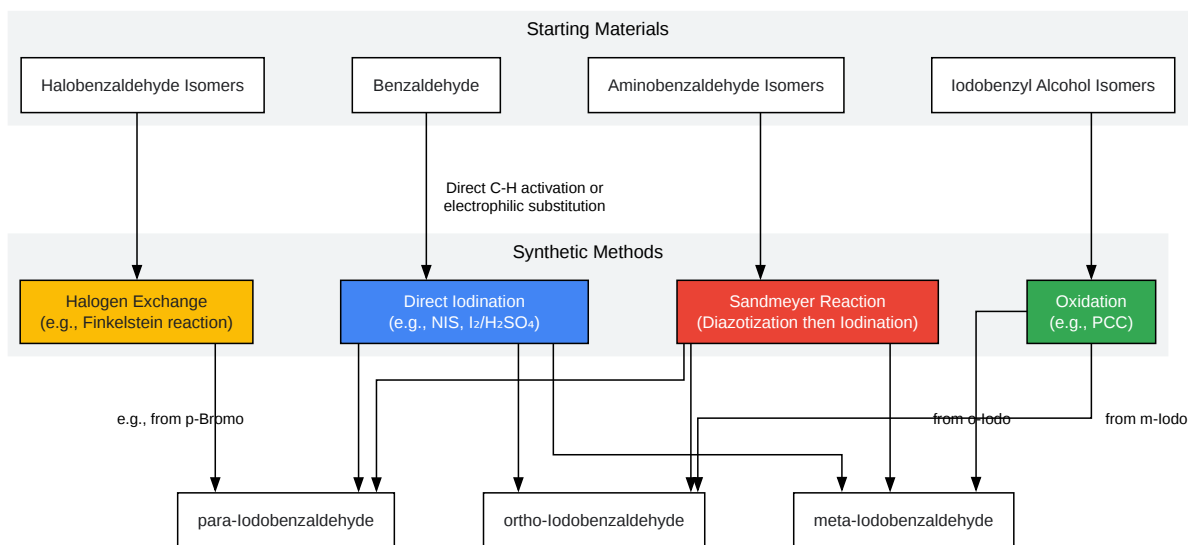 Starting Materials
Halobenzaldehyde Isomers
Benzaldehyde
Aminobenzaldehyde Isomers
Iodobenzyl Alcohol Isomers
Direct C-H activation or
electrophilic substitution
Synthetic Methods
Halogen Exchange
(e.g., Finkelstein reaction)
Direct Iodination
(e.g., NIS, I₂/H₂SO₄)
Sandmeyer Reaction
(Diazotization then Iodination)
Oxidation
(e.g., PCC)
e.g., from p-Bromo
from o-Iodo
from m-Iodo
para-Iodobenzaldehyde
ortho-Iodobenzaldehyde
meta-Iodobenzaldehyde